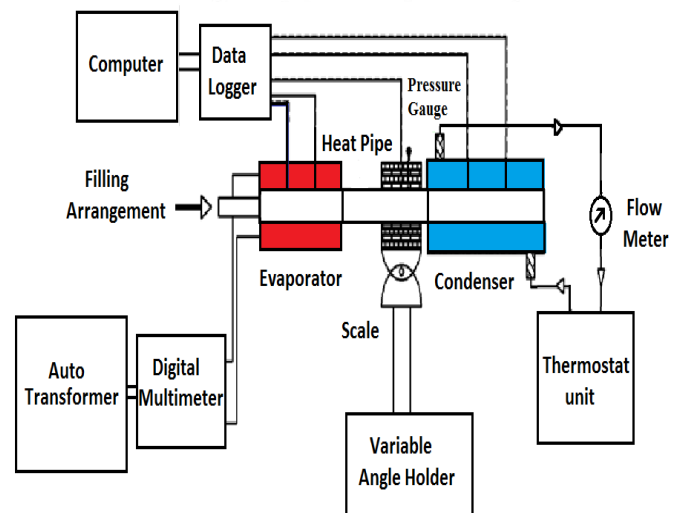 Computer
Data
Logger
Pressure
Gauge
Heat Pipe
Filling
Arrangement
Flow
Meter
Evaporator
Condenser
Scale
Auto
Transformer
Digital
Multimeter
Thermostat
unit
Variable
Angle Holder